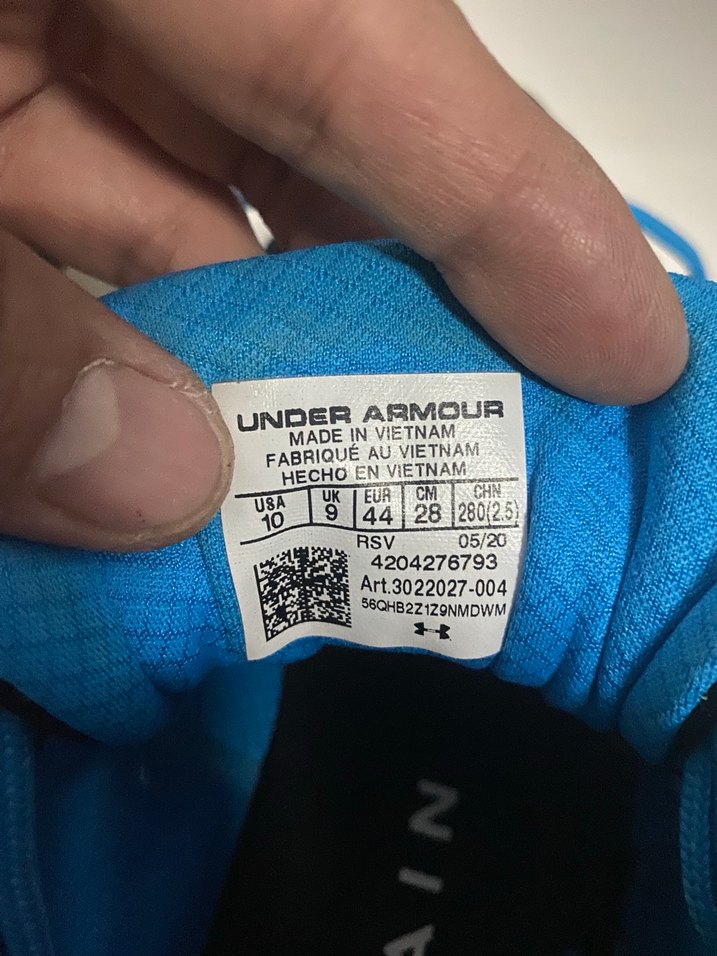 UNDER ARMOUR
MADE IN VIETNAM
FABRIQUÉ AU VIETNAM
HECHO EN VIETNAM
USA UK EUR CM CHN
10 9 44 28 280(2.5)
RSV 05/20
4204276793
Art.3022027-004
56QHB2Z1Z9NMDWM
AIN